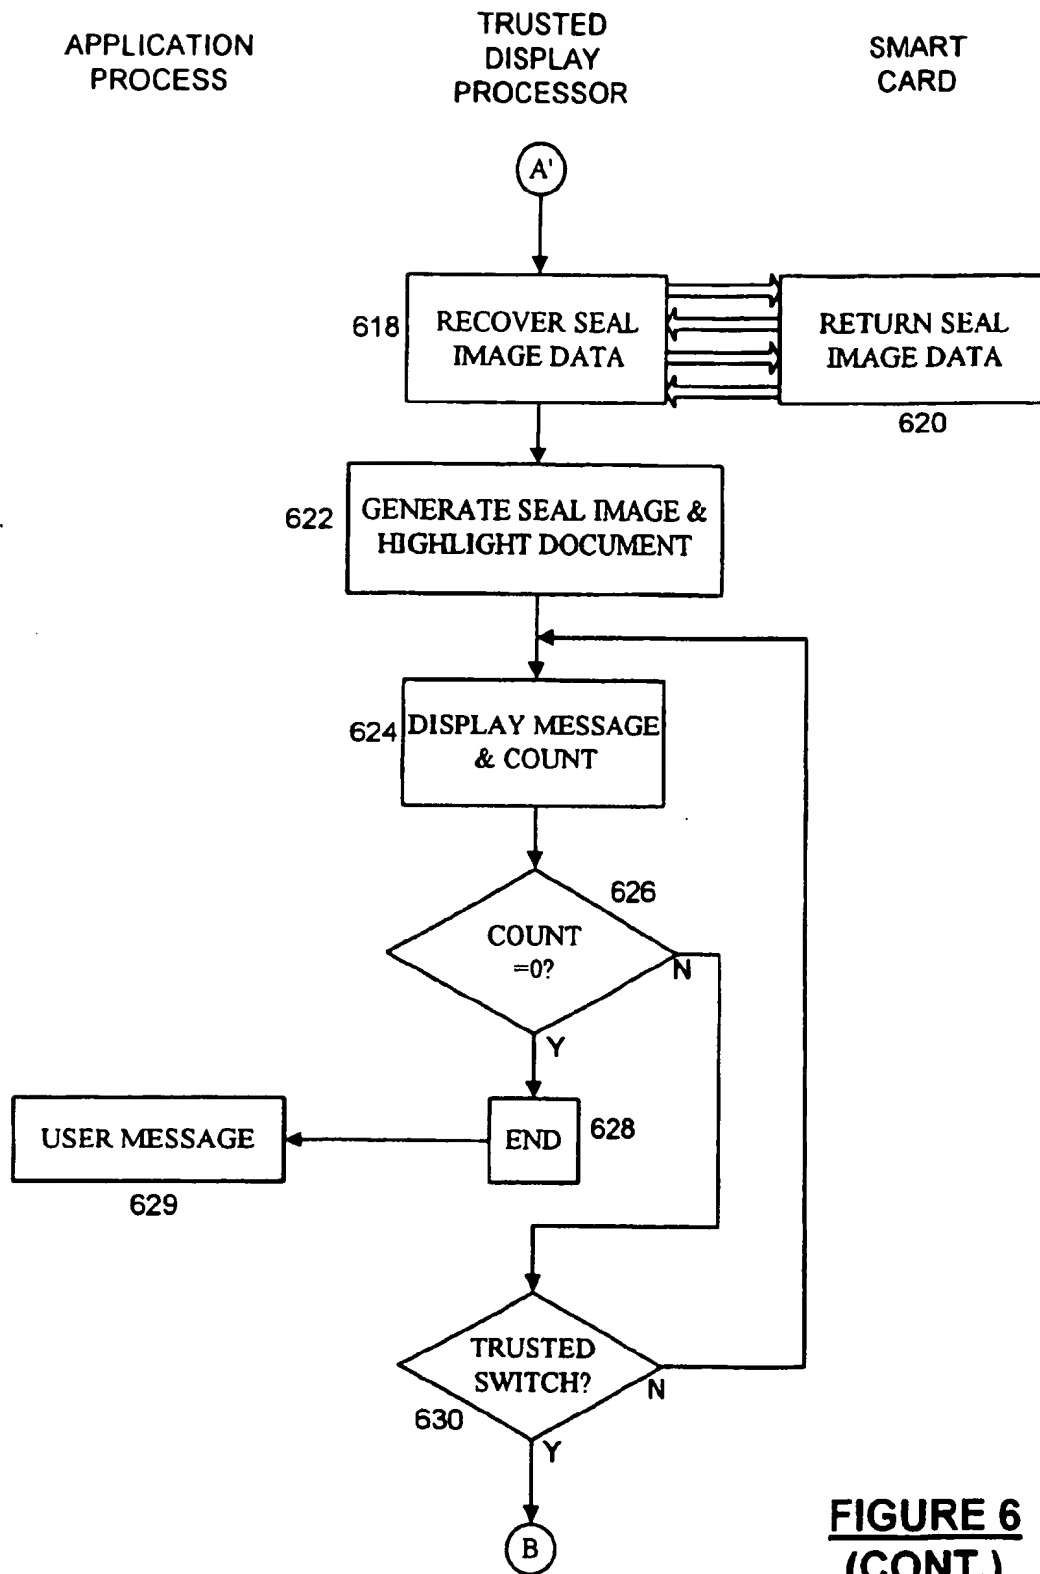 APPLICATION
PROCESS
TRUSTED
DISPLAY
PROCESSOR
SMART
CARD
A'
618
RECOVER SEAL
IMAGE DATA
RETURN SEAL
IMAGE DATA
620
622
GENERATE SEAL IMAGE &
HIGHLIGHT DOCUMENT
624
DISPLAY MESSAGE
& COUNT
626
COUNT
=0?
N
Y
USER MESSAGE
629
END
628
TRUSTED
SWITCH?
N
630
Y
B
FIGURE 6
(CONT.)